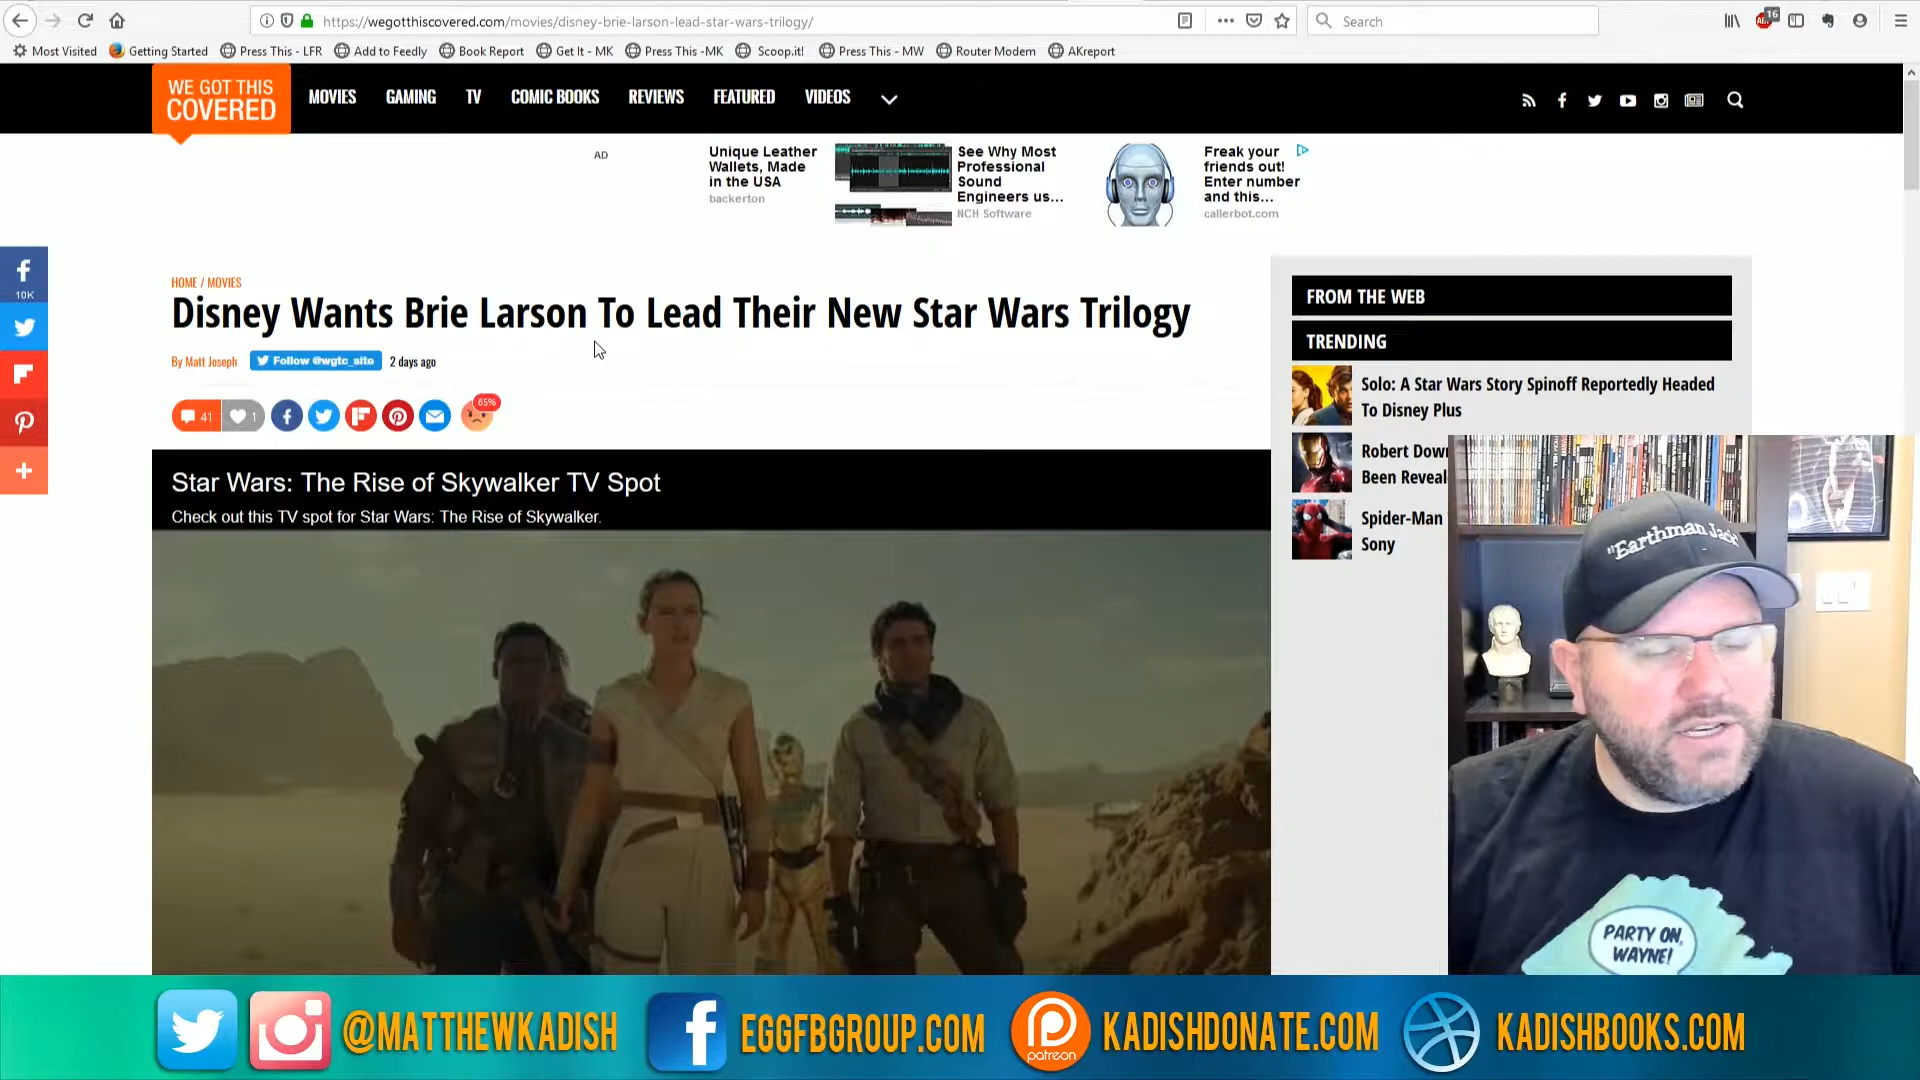 https://wegotthiscovered.com/movies/disney-brie-larson-lead-star-wars-trilogy/
Search
16
Most Visited
Getting Started
Press This - LFR
Add to Feedly
Book Report
Get It - MK
Press This -MK
Scoop.it!
Press This - MW
Router Modem
AKreport
WE GOT THIS
COVERED
MOVIES
GAMING
TV
COMIC BOOKS
REVIEWS
FEATURED
VIDEOS
AD
Unique Leather
Wallets, Made
in the USA
backerton
See Why Most
Professional
Sound
Engineers us...
NCH Software
Freak your
friends out!
Enter number
and this...
callerbot.com
10K
HOME / MOVIES
Disney Wants Brie Larson To Lead Their New Star Wars Trilogy
By Matt Joseph
Follow @wgtc_site
2 days ago
41
1
65%
Star Wars: The Rise of Skywalker TV Spot
Check out this TV spot for Star Wars: The Rise of Skywalker.
FROM THE WEB
TRENDING
Solo: A Star Wars Story Spinoff Reportedly Headed
To Disney Plus
Robert Down
Been Reveal
Spider-Man
Sony
"Earthman Jack"
PARTY ON,
WAYNE!
@MATTHEWKADISH
EGGFBGROUP.COM
patreon
KADISHDONATE.COM
KADISHBOOKS.COM